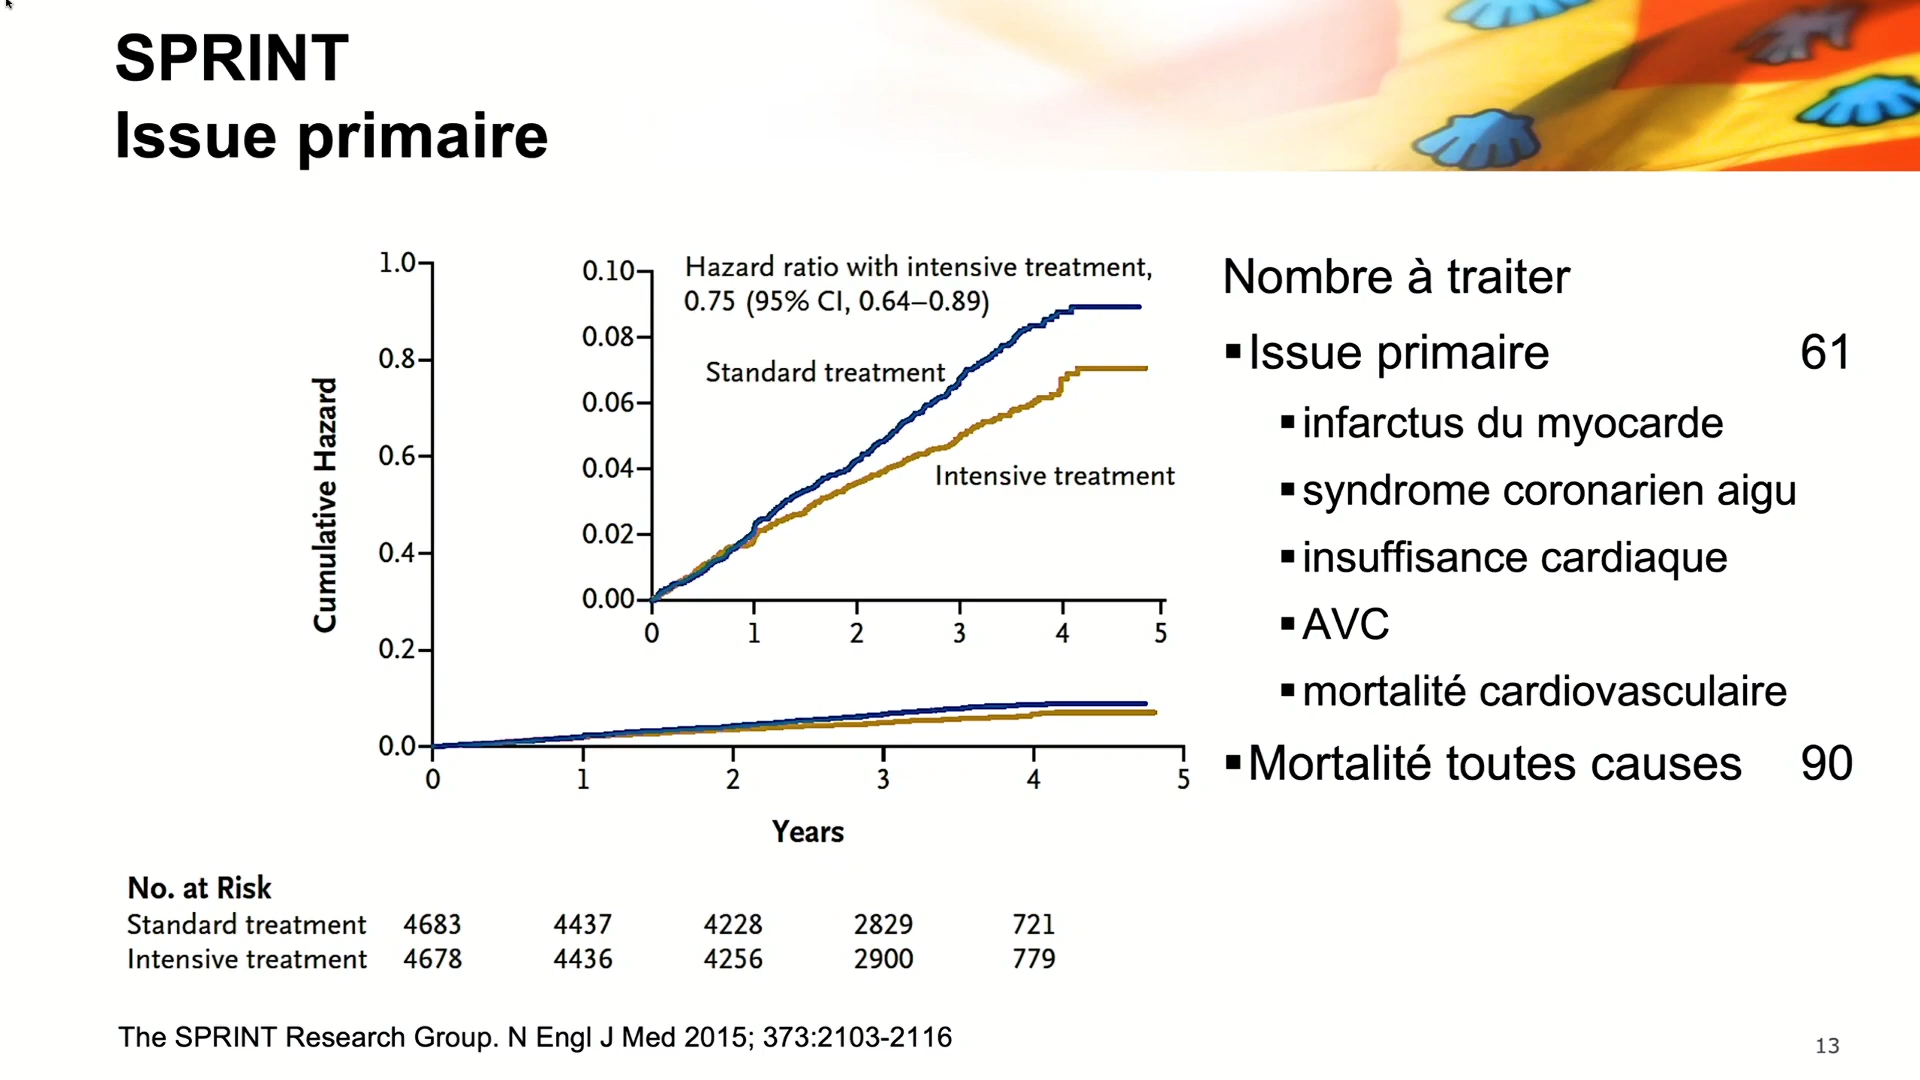 SPRINT
Issue primaire
1.0
0.8
0.6
0.4
0.2
0.0
Cumulative Hazard
0 1 2 3 4 5
Years
0.10
0.08
0.06
0.04
0.02
0.00
0 1 2 3 4 5
Hazard ratio with intensive treatment,
0.75 (95% CI, 0.64–0.89)
Standard treatment
Intensive treatment
No. at Risk
Standard treatment 4683 4437 4228 2829 721
Intensive treatment 4678 4436 4256 2900 779
Nombre à traiter
▪Issue primaire 61
▪infarctus du myocarde
▪syndrome coronarien aigu
▪insuffisance cardiaque
▪AVC
▪mortalité cardiovasculaire
▪Mortalité toutes causes 90
The SPRINT Research Group. N Engl J Med 2015; 373:2103-2116
13